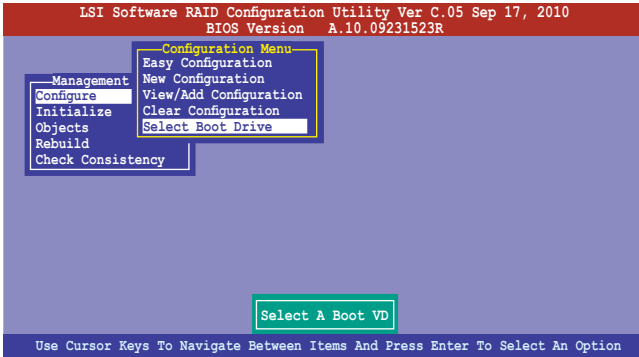 LSI Software RAID Configuration Utility Ver C.05 Sep 17, 2010
BIOS Version A.10.09231523R
Configuration Menu
Easy Configuration
New Configuration
View/Add Configuration
Clear Configuration
Select Boot Drive
Management
Configure
Initialize
Objects
Rebuild
Check Consistency
Select A Boot VD
Use Cursor Keys To Navigate Between Items And Press Enter To Select An Option